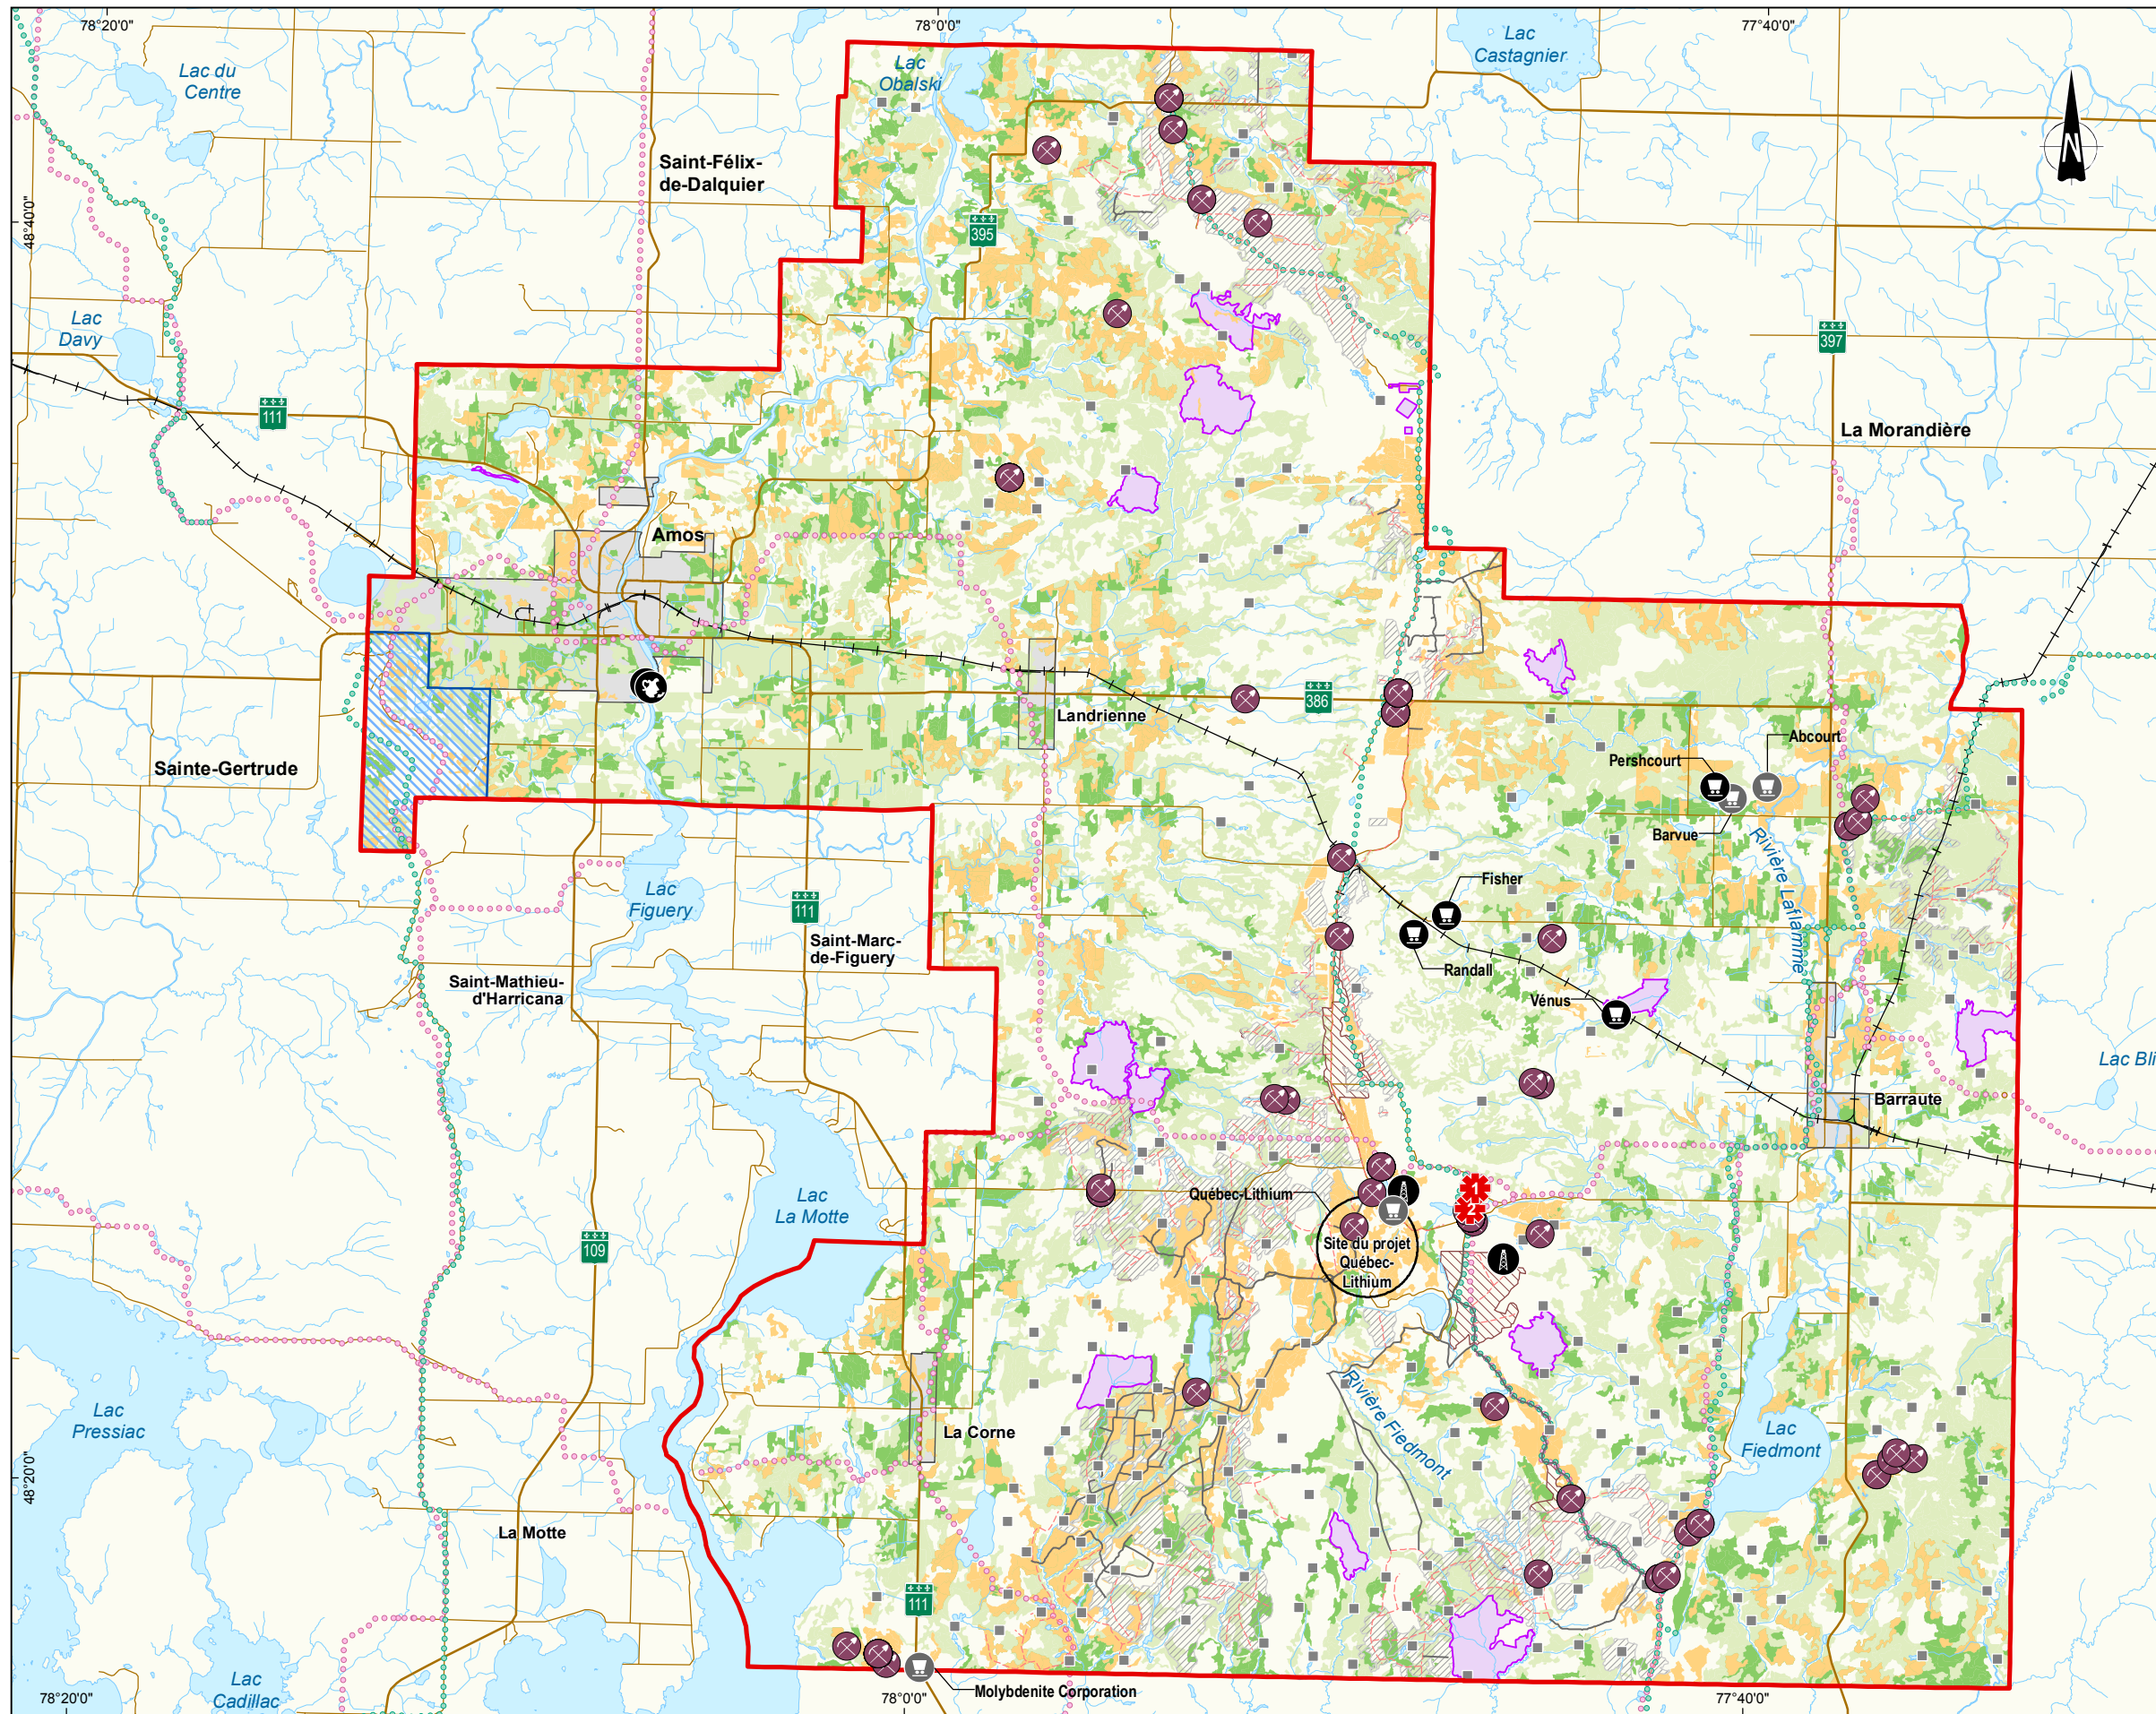 78°20'0"
78°0'0"
77°40'0"
Lac
Castagnier
Lac
Obalski
Lac du
Centre
N
Saint-Félix-
de-Dalquier
48°40'0"
395
Lac
Davy
397
111
La Morandière
Amos
386
Landrienne
Abcourt
Pershcourt
Sainte-Gertrude
Barvue
Rivière Laflamme
Fisher
Lac
Figuery
111
Saint-Marc-
de-Figuery
Randall
Saint-Mathieu-
d'Harricana
Vénus
Lac Bli
Barraute
1
Québec-Lithium
2
Lac
La Motte
109
Site du projet
Québec-
Lithium
Rivière Fiedmont
Lac
Pressiac
La Corne
Lac
Fiedmont
48°20'0"
La Motte
111
Lac
Cadillac
Molybdenite Corporation
78°20'0"
78°0'0"
77°40'0"